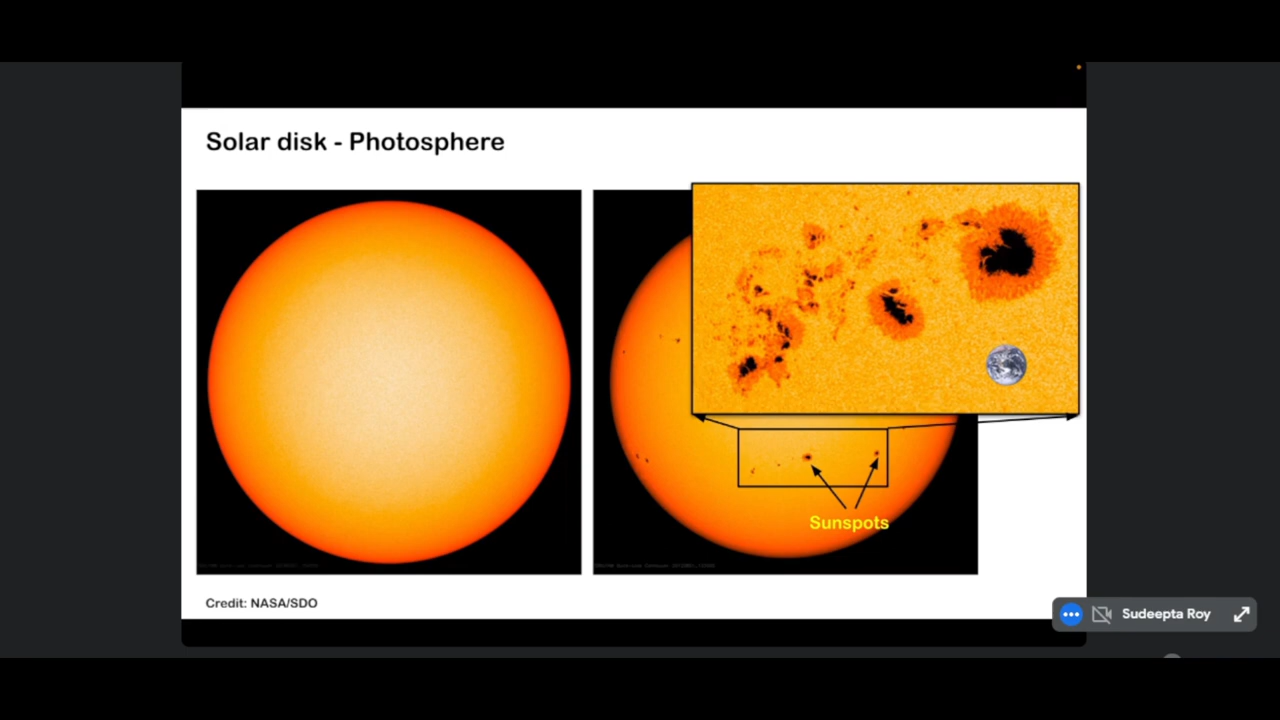 Solar disk - Photosphere
Sunspots
Credit: NASA/SDO
Sudeepta Roy